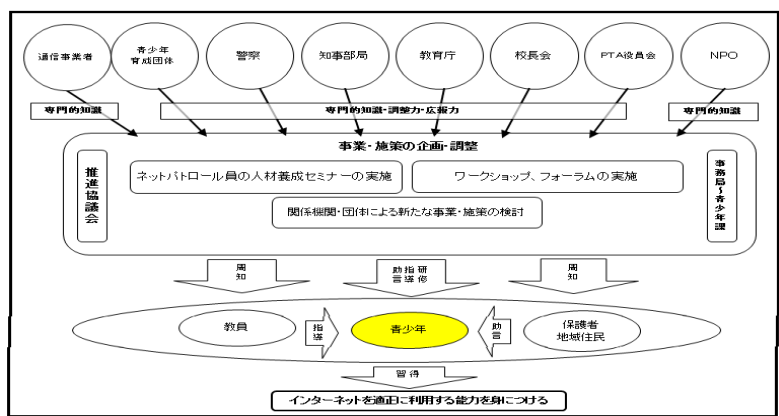 通信事業者
青少年
育成団体
警察
知事部局
教育庁
校長会
PTA役員会
NPO
専門的知識
専門的知識・調整力・広報力
専門的知識
事業・施策の企画・調整
推進協議会
ネットパトロール員の人材養成セミナーの実施
ワークショップ、フォーラムの実施
関係機関・団体による新たな事業・施策の検討
事務局~青少年課
周知
助言 指導 研修
周知
教員
指導
青少年
助言
保護者
地域住民
習得
インターネットを適正に利用する能力を身につける